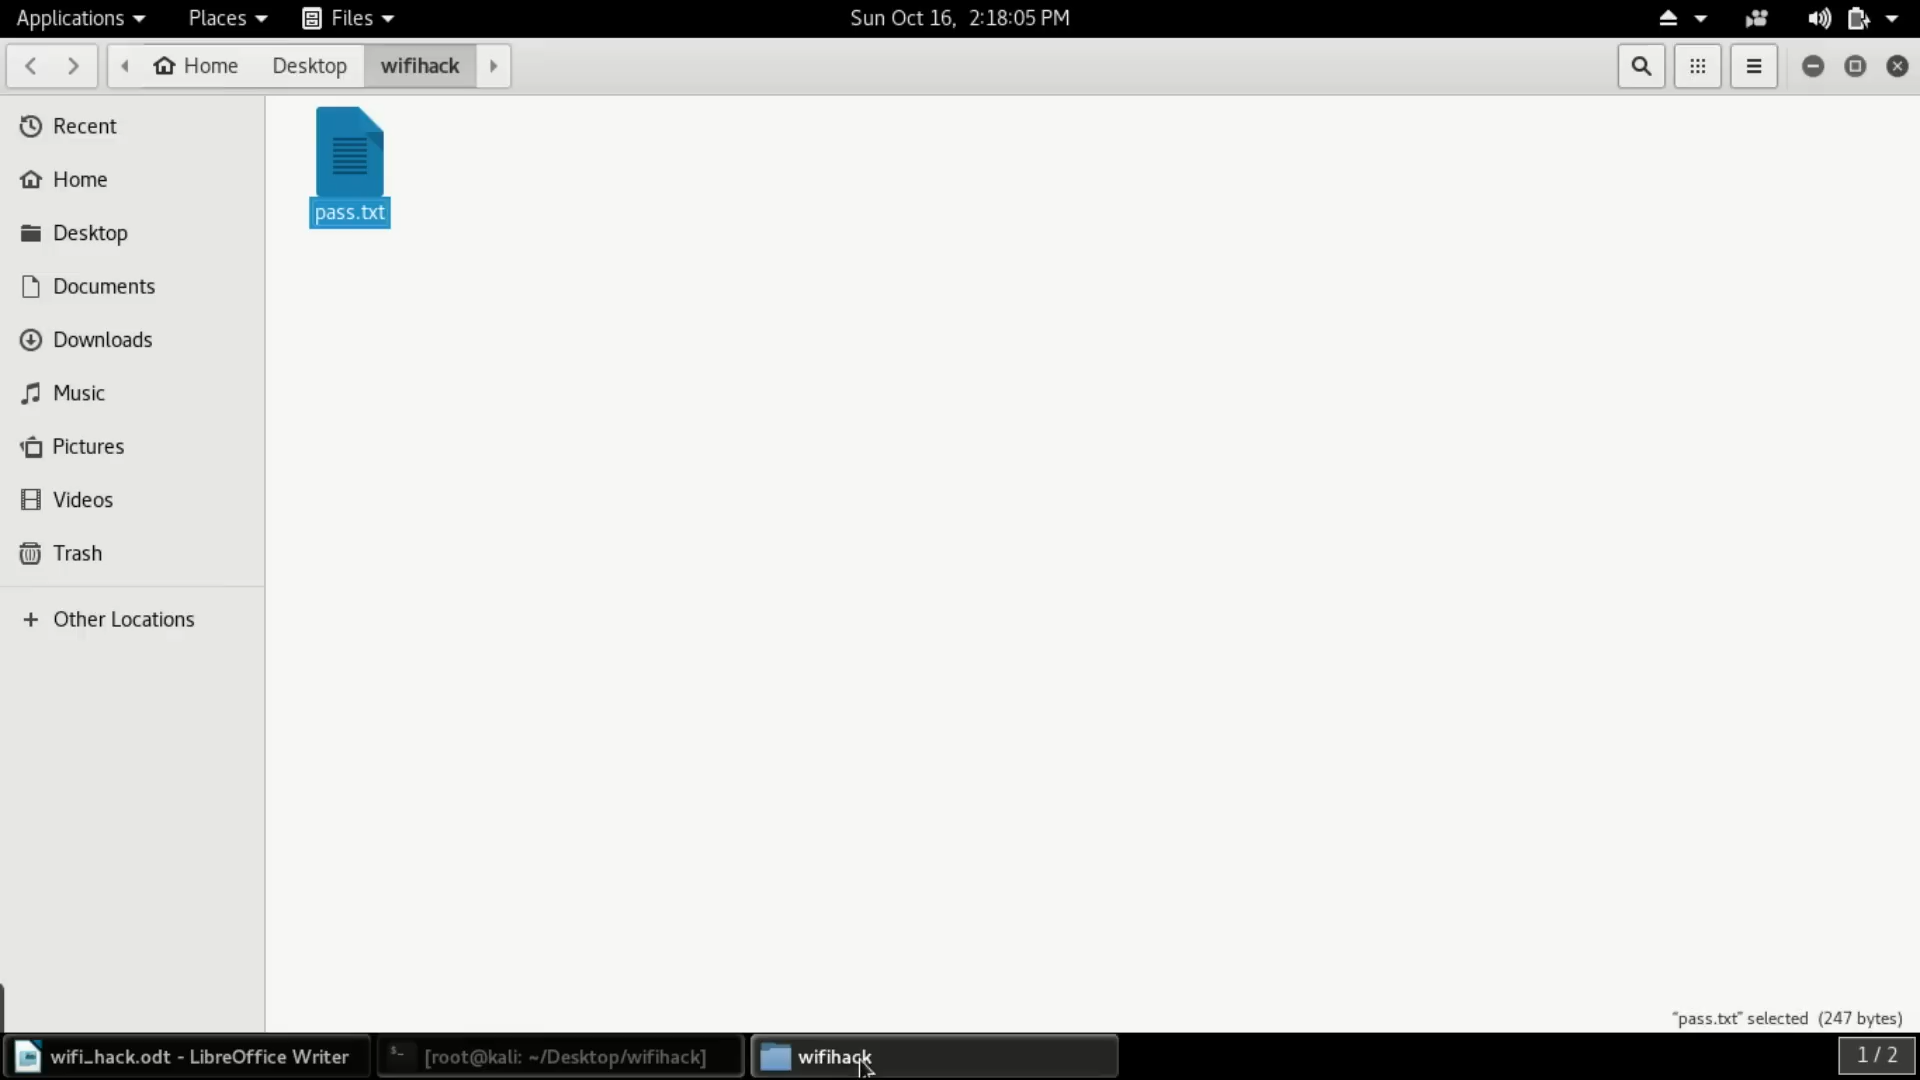 Applications Places Files Sun Oct 16, 2:18:05 PM
Home Desktop wifihack
Recent
Home
Desktop
Documents
Downloads
Music
Pictures
Videos
Trash
+ Other Locations
pass.txt
"pass.txt" selected (247 bytes)
wifi_hack.odt - LibreOffice Writer [root@kali: ~/Desktop/wifihack] wifihack 1 / 2